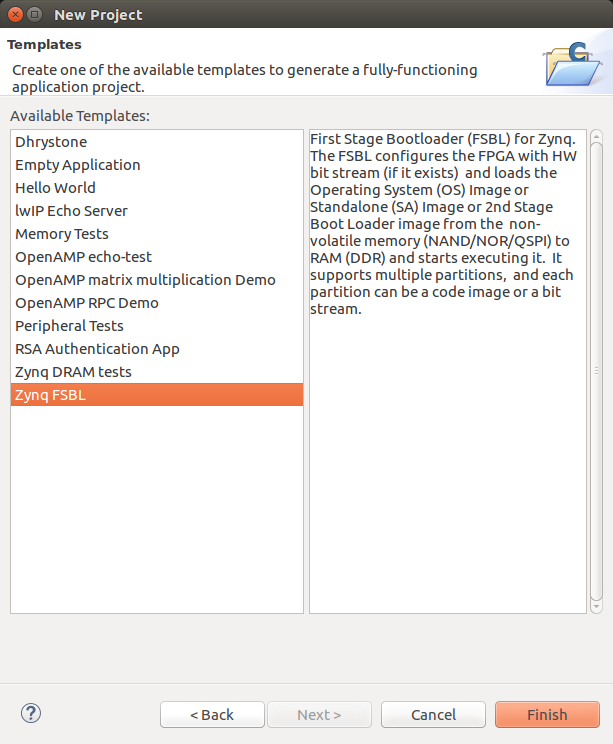 New Project
Templates
Create one of the available templates to generate a fully-functioning
application project.
C
Available Templates:
Dhrystone
Empty Application
Hello World
lwIP Echo Server
Memory Tests
OpenAMP echo-test
OpenAMP matrix multiplication Demo
OpenAMP RPC Demo
Peripheral Tests
RSA Authentication App
Zynq DRAM tests
Zynq FSBL
First Stage Bootloader (FSBL) for Zynq.
The FSBL configures the FPGA with HW
bit stream (if it exists)  and loads the
Operating System (OS) Image or
Standalone (SA) Image or 2nd Stage
Boot Loader image from the  non-
volatile memory (NAND/NOR/QSPI) to
RAM (DDR) and starts executing it.  It
supports multiple partitions, and each
partition can be a code image or a bit
stream.
?
< Back
Next >
Cancel
Finish